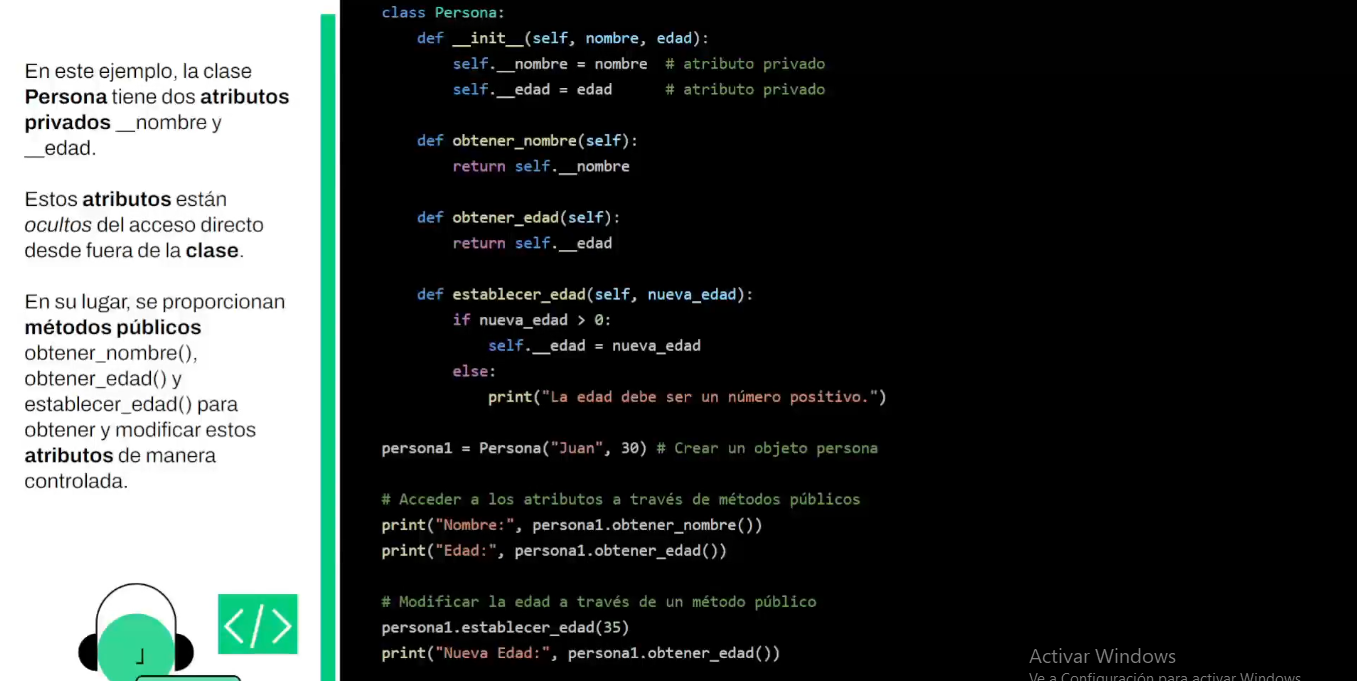 En este ejemplo, la clase
Persona tiene dos atributos
privados __nombre y
__edad.
Estos atributos están
ocultos del acceso directo
desde fuera de la clase.
En su lugar, se proporcionan
métodos públicos
obtener_nombre(),
obtener_edad() y
establecer_edad() para
obtener y modificar estos
atributos de manera
controlada.
</>
class Persona:
    def __init__(self, nombre, edad):
        self.__nombre = nombre  # atributo privado
        self.__edad = edad      # atributo privado
    def obtener_nombre(self):
        return self.__nombre
    def obtener_edad(self):
        return self.__edad
    def establecer_edad(self, nueva_edad):
        if nueva_edad > 0:
            self.__edad = nueva_edad
        else:
            print("La edad debe ser un número positivo.")
persona1 = Persona("Juan", 30) # Crear un objeto persona
# Acceder a los atributos a través de métodos públicos
print("Nombre:", persona1.obtener_nombre())
print("Edad:", persona1.obtener_edad())
# Modificar la edad a través de un método público
persona1.establecer_edad(35)
print("Nueva Edad:", persona1.obtener_edad())
Activar Windows
Ve a Configuración para activar Windows.